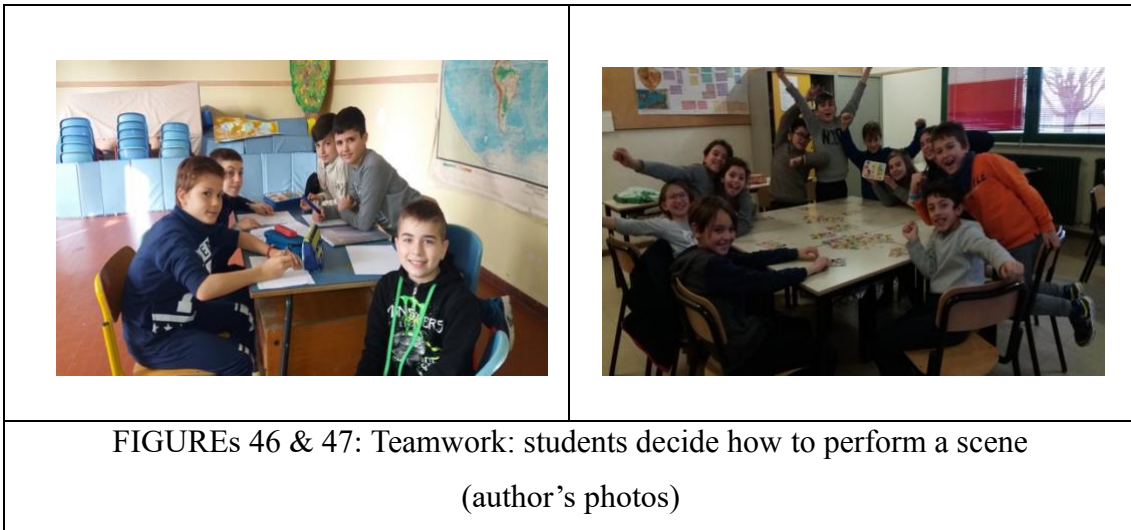 FIGUREs 46 & 47: Teamwork: students decide how to perform a scene
(author’s photos)